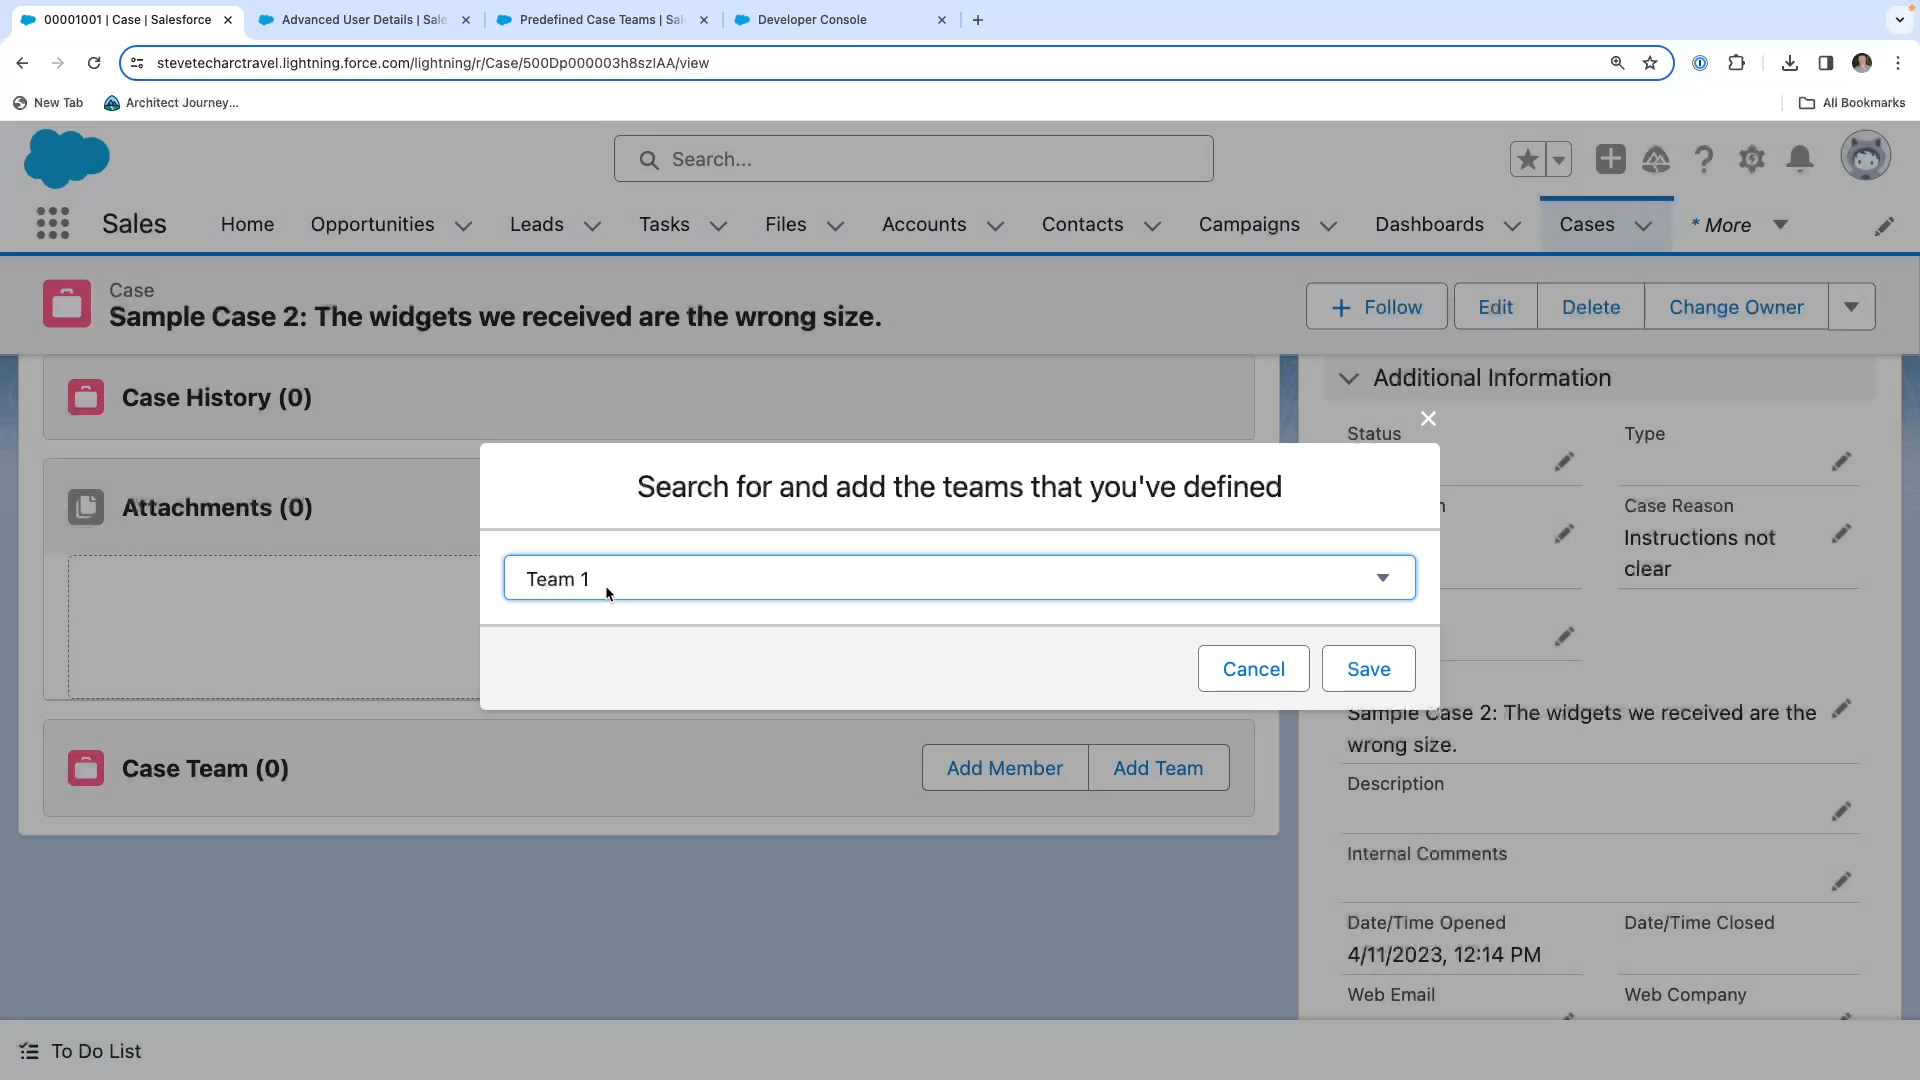 00001001 | Case | Salesforce
Advanced User Details | Sale
Predefined Case Teams | Sal
Developer Console
stevetecharctravel.lightning.force.com/lightning/r/Case/500Dp000003h8szIAA/view
New Tab
Architect Journey...
All Bookmarks
Search...
Sales
Home
Opportunities
Leads
Tasks
Files
Accounts
Contacts
Campaigns
Dashboards
Cases
* More
Case
Sample Case 2: The widgets we received are the wrong size.
Follow
Edit
Delete
Change Owner
Case History (0)
Additional Information
Status
Type
Search for and add the teams that you've defined
Attachments (0)
Case Reason
Instructions not
clear
Team 1
Cancel
Save
Sample Case 2: The widgets we received are the
wrong size.
Case Team (0)
Add Member
Add Team
Description
Internal Comments
Date/Time Opened
Date/Time Closed
4/11/2023, 12:14 PM
Web Email
Web Company
To Do List